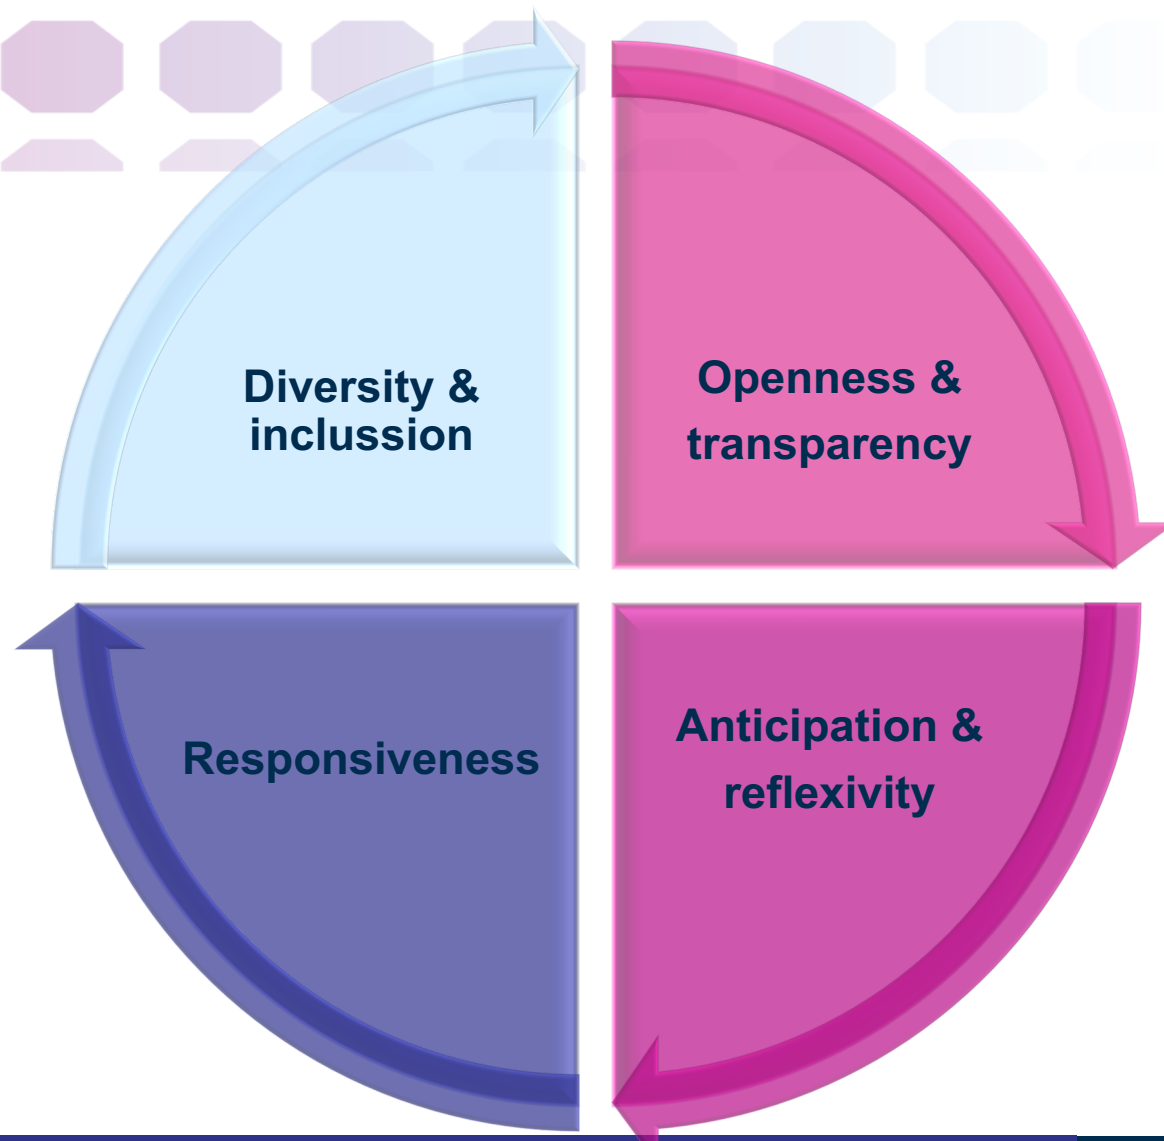 Diversity &
inclussion
Openness &
transparency
Responsiveness
Anticipation &
reflexivity